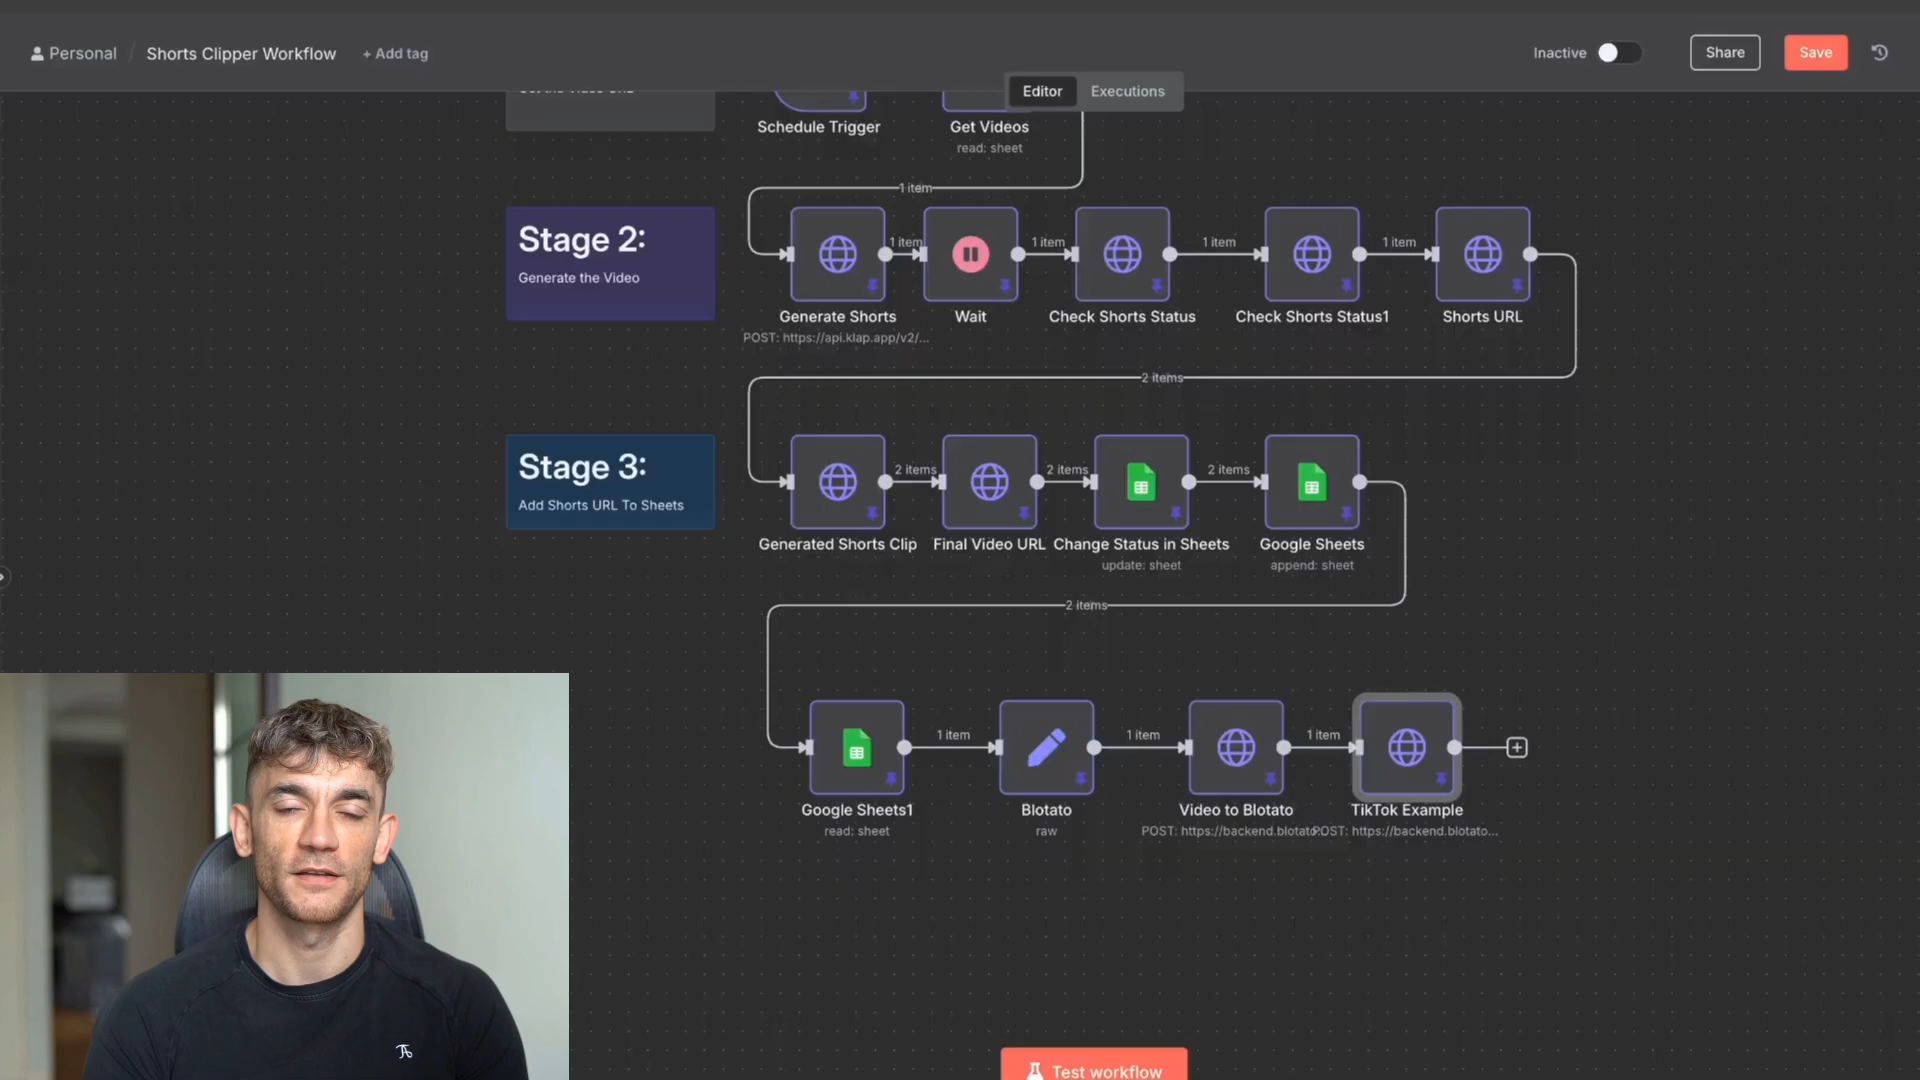 Personal / Shorts Clipper Workflow + Add tag
Inactive Share Save
Editor Executions
Schedule Trigger
Get Videos
read: sheet
1 item
Stage 2:
Generate the Video
1 item 1 item 1 item 1 item
Generate Shorts Wait Check Shorts Status Check Shorts Status1 Shorts URL
POST: https://api.klap.app/v2/...
2 items
Stage 3:
Add Shorts URL To Sheets
2 items 2 items 2 items
Generated Shorts Clip Final Video URL Change Status in Sheets Google Sheets
update: sheet append: sheet
2 items
1 item 1 item 1 item
Google Sheets1 Blotato Video to Blotato TikTok Example
read: sheet raw POST: https://backend.blotato POST: https://backend.blotato...
Test workflow